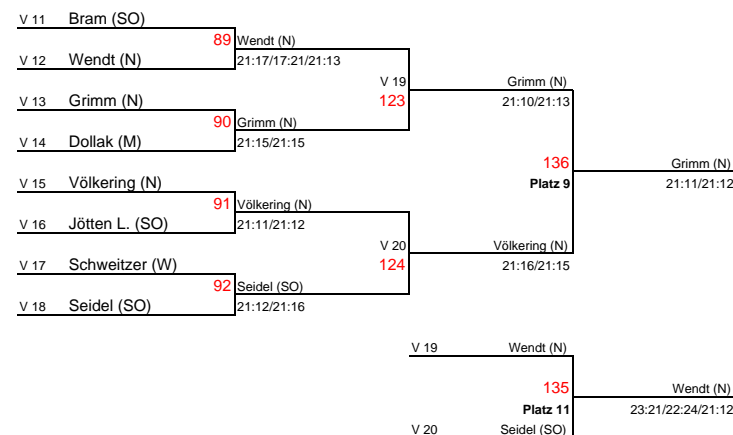 V 11 Bram (SO)
89 Wendt (N)
V 12 Wendt (N) 21:17/17:21/21:13
V 19 Grimm (N)
V 13 Grimm (N) 123 21:10/21:13
90 Grimm (N)
V 14 Dollak (M) 21:15/21:15
136 Grimm (N)
V 15 Völkering (N) Platz 9 21:11/21:12
91 Völkering (N)
V 16 Jötten L. (SO) 21:11/21:12
V 20 Völkering (N)
V 17 Schweitzer (W) 124 21:16/21:15
92 Seidel (SO)
V 18 Seidel (SO) 21:12/21:16
V 19 Wendt (N)
135 Wendt (N)
Platz 11 23:21/22:24/21:12
V 20 Seidel (SO)